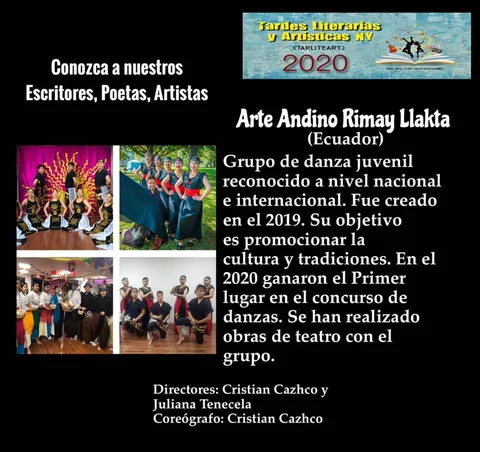 Tardes Literarias
y Artísticas NY
(TARLITEART)
2020
Conozca a nuestros
Escritores, Poetas, Artistas
Arte Andino Rimay Llakta
(Ecuador)
Grupo de danza juvenil
reconocido a nivel nacional
e internacional. Fue creado
en el 2019. Su objetivo
es promocionar la
cultura y tradiciones. En el
2020 ganaron el Primer
lugar en el concurso de
danzas. Se han realizado
obras de teatro con el
grupo.
Directores: Cristian Cazhco y
Juliana Tenecela
Coreógrafo: Cristian Cazhco